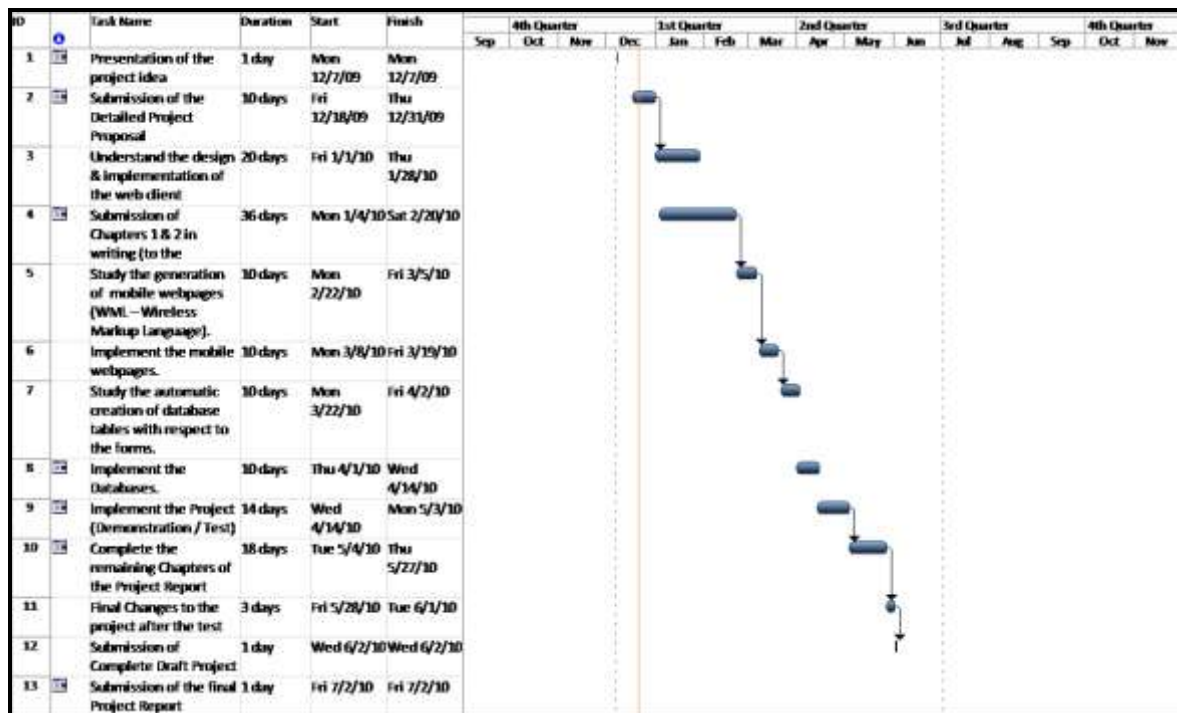 ID Task Name Duration Start Finish 4th Quarter 1st Quarter 2nd Quarter 3rd Quarter 4th Quarter
Sep Oct Nov Dec Jan Feb Mar Apr May Jun Jul Aug Sep Oct Nov
1 Presentation of the 1 day Mon Mon
project idea 12/7/09 12/7/09
2 Submission of the 10 days Fri Thu
Detailed Project 12/18/09 12/31/09
Proposal
3 Understand the design 20 days Fri 1/1/10 Thu
& implementation of 1/28/10
the web client
4 Submission of 36 days Mon 1/4/10 Sat 2/20/10
Chapters 1 & 2 in
writing (to the
5 Study the generation 10 days Mon Fri 3/5/10
of mobile webpages 2/22/10
(WML – Wireless
Markup Language).
6 Implement the mobile 10 days Mon 3/8/10 Fri 3/19/10
webpages.
7 Study the automatic 10 days Mon Fri 4/2/10
creation of database 3/22/10
tables with respect to
the forms.
8 Implement the 10 days Thu 4/1/10 Wed
Databases. 4/14/10
9 Implement the Project 14 days Wed Mon 5/3/10
(Demonstration / Test) 4/14/10
10 Complete the 18 days Tue 5/4/10 Thu
remaining Chapters of 5/27/10
the Project Report
11 Final Changes to the 3 days Fri 5/28/10 Tue 6/1/10
project after the test
12 Submission of 1 day Wed 6/2/10 Wed 6/2/10
Complete Draft Project
13 Submission of the final 1 day Fri 7/2/10 Fri 7/2/10
Project Report